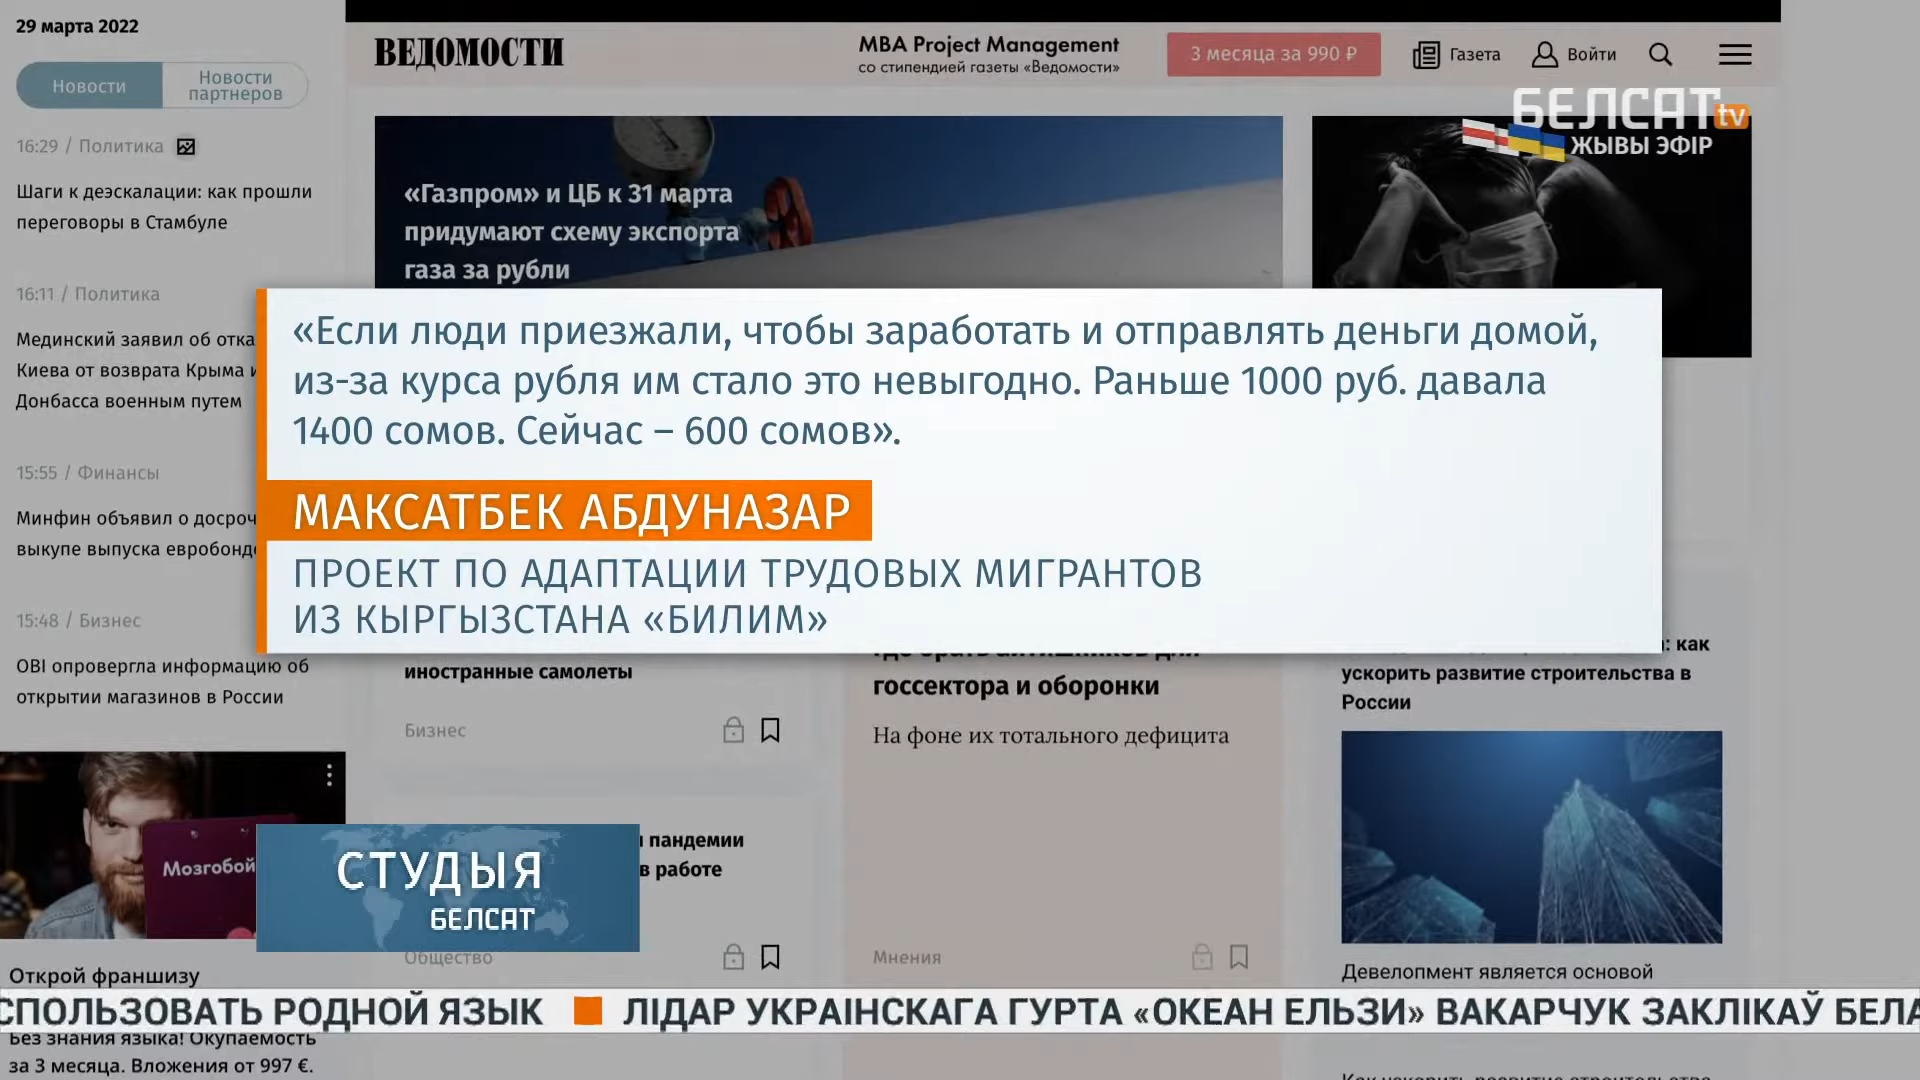 29 марта 2022
Новости
Новости
партнеров
16:29 / Политика
Шаги к деэскалации: как прошли
переговоры в Стамбуле
16:11 / Политика
Мединский заявил об отка
Киева от возврата Крыма и
Донбасса военным путем
15:55 / Финансы
Минфин объявил о досроч
выкупе выпуска евробонд
15:48 / Бизнес
OBI опровергла информацию об
открытии магазинов в России
Мозгобой
Открой франшизу
Без знания языка! Окупаемость
за 3 месяца. Вложения от 997 €.
ВЕДОМОСТИ
MBA Project Management
со стипендией газеты «Ведомости»
3 месяца за 990 ₽
Газета
Войти
БЕЛСАТ tv
ЖЫВЫ ЭФІР
«Газпром» и ЦБ к 31 марта
придумают схему экспорта
газа за рубли
«Если люди приезжали, чтобы заработать и отправлять деньги домой,
из-за курса рубля им стало это невыгодно. Раньше 1000 руб. давала
1400 сомов. Сейчас – 600 сомов».
МАКСАТБЕК АБДУНАЗАР
ПРОЕКТ ПО АДАПТАЦИИ ТРУДОВЫХ МИГРАНТОВ
ИЗ КЫРГЫЗСТАНА «БИЛИМ»
иностранные самолеты
Бизнес
пандемии
в работе
Общество
госсектора и оборонки
На фоне их тотального дефицита
Мнения
: как
ускорить развитие строительства в
России
Девелопмент является основой
СТУДЫЯ
БЕЛСАТ
СПОЛЬЗОВАТЬ РОДНОЙ ЯЗЫК ЛІДАР УКРАІНСКАГА ГУРТА «ОКЕАН ЕЛЬЗИ» ВАКАРЧУК ЗАКЛІКАЎ БЕЛА